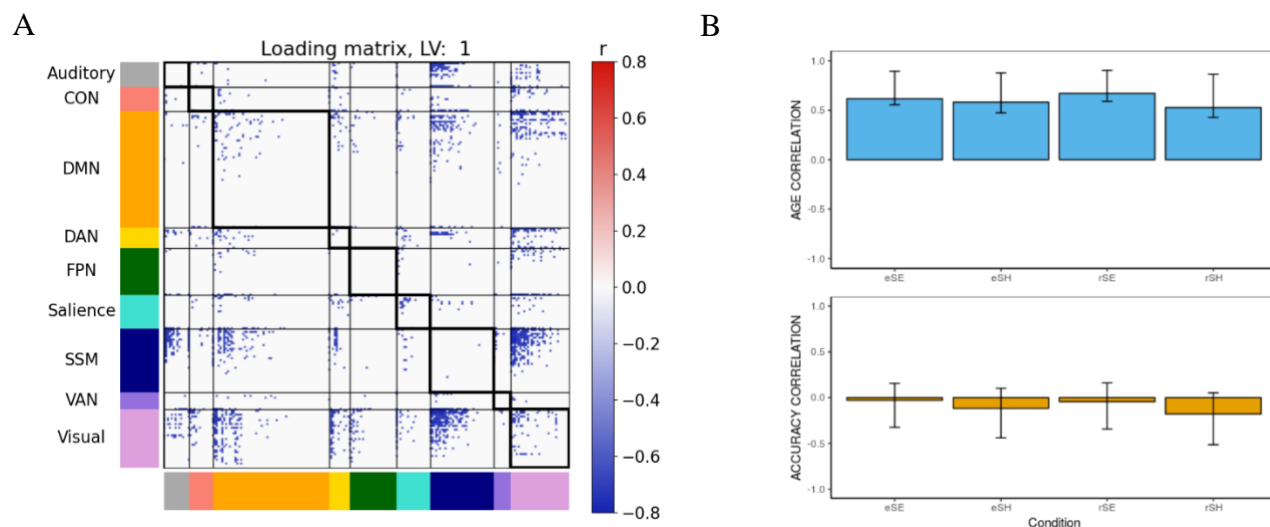 A
Loading matrix, LV: 1
r
Auditory
CON
DMN
DAN
FPN
Salience
SSM
VAN
Visual
0.8
0.6
0.4
0.2
0.0
−0.2
−0.4
−0.6
−0.8
B
AGE CORRELATION
1.0
0.5
0.0
-0.5
-1.0
eSE eSH rSE rSH
ACCURACY CORRELATION
1.0
0.5
0.0
-0.5
-1.0
eSE eSH rSE rSH
Condition